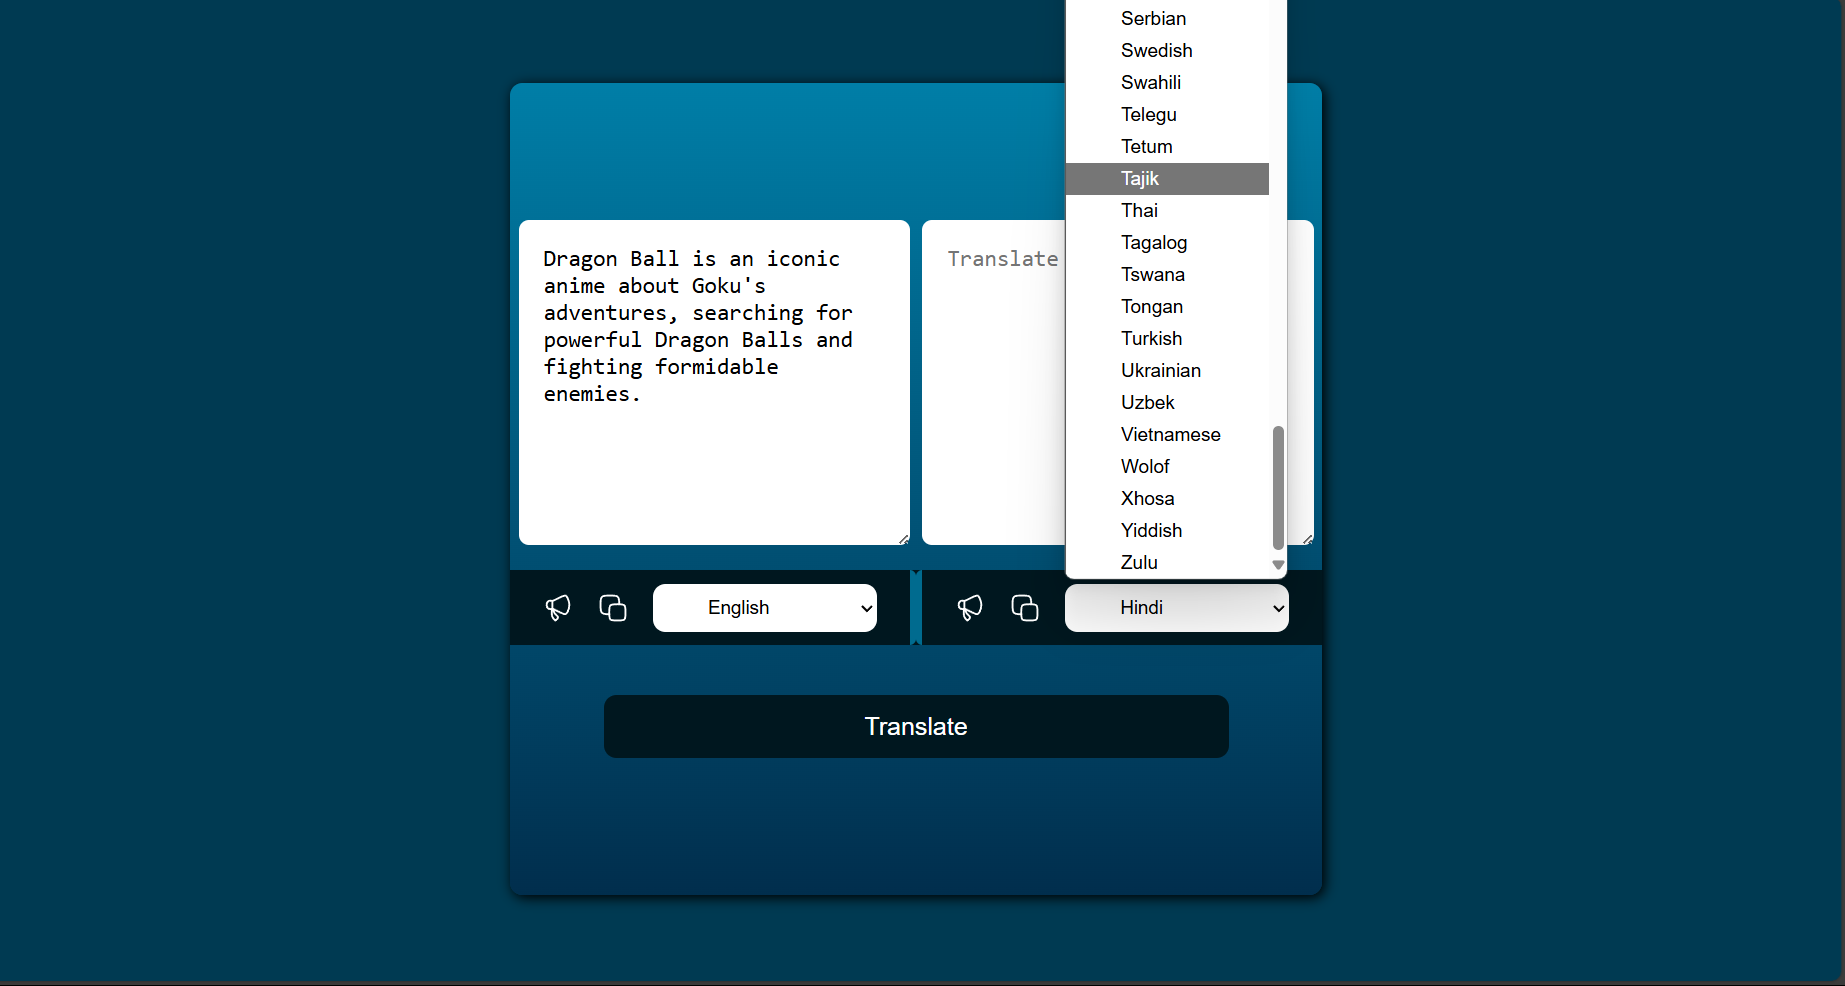 Dragon Ball is an iconic
anime about Goku's
adventures, searching for
powerful Dragon Balls and
fighting formidable
enemies.
Translate
Serbian
Swedish
Swahili
Telegu
Tetum
Tajik
Thai
Tagalog
Tswana
Tongan
Turkish
Ukrainian
Uzbek
Vietnamese
Wolof
Xhosa
Yiddish
Zulu
English
Hindi
Translate